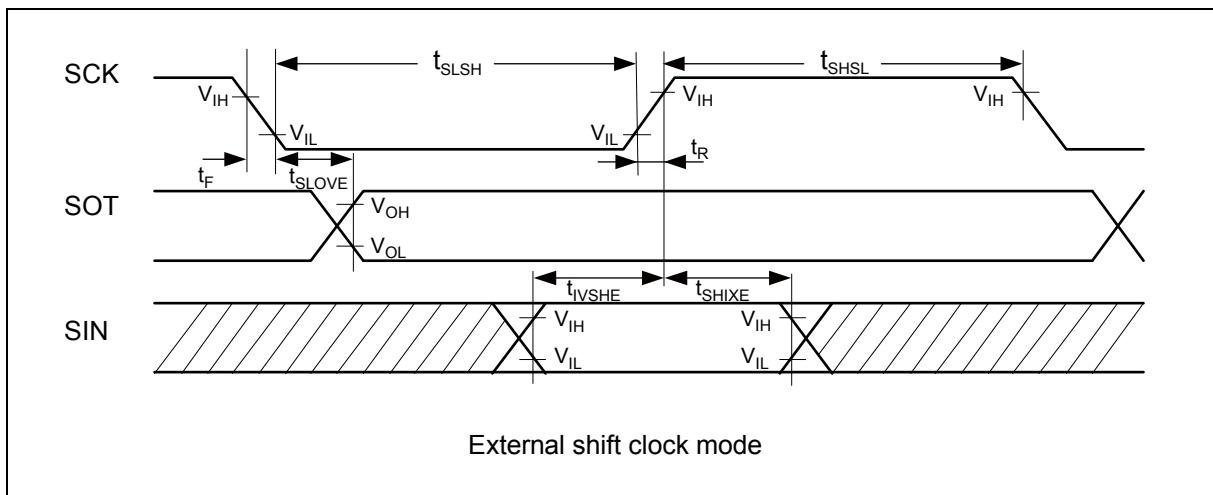 SCK
tSLSH
tSHSL
VIH
VIL
VIL
VIH
VIH
tF
tSLOVE
tR
SOT
VOH
VOL
tIVSHE
tSHIXE
SIN
VIH
VIL
VIH
VIL
External shift clock mode